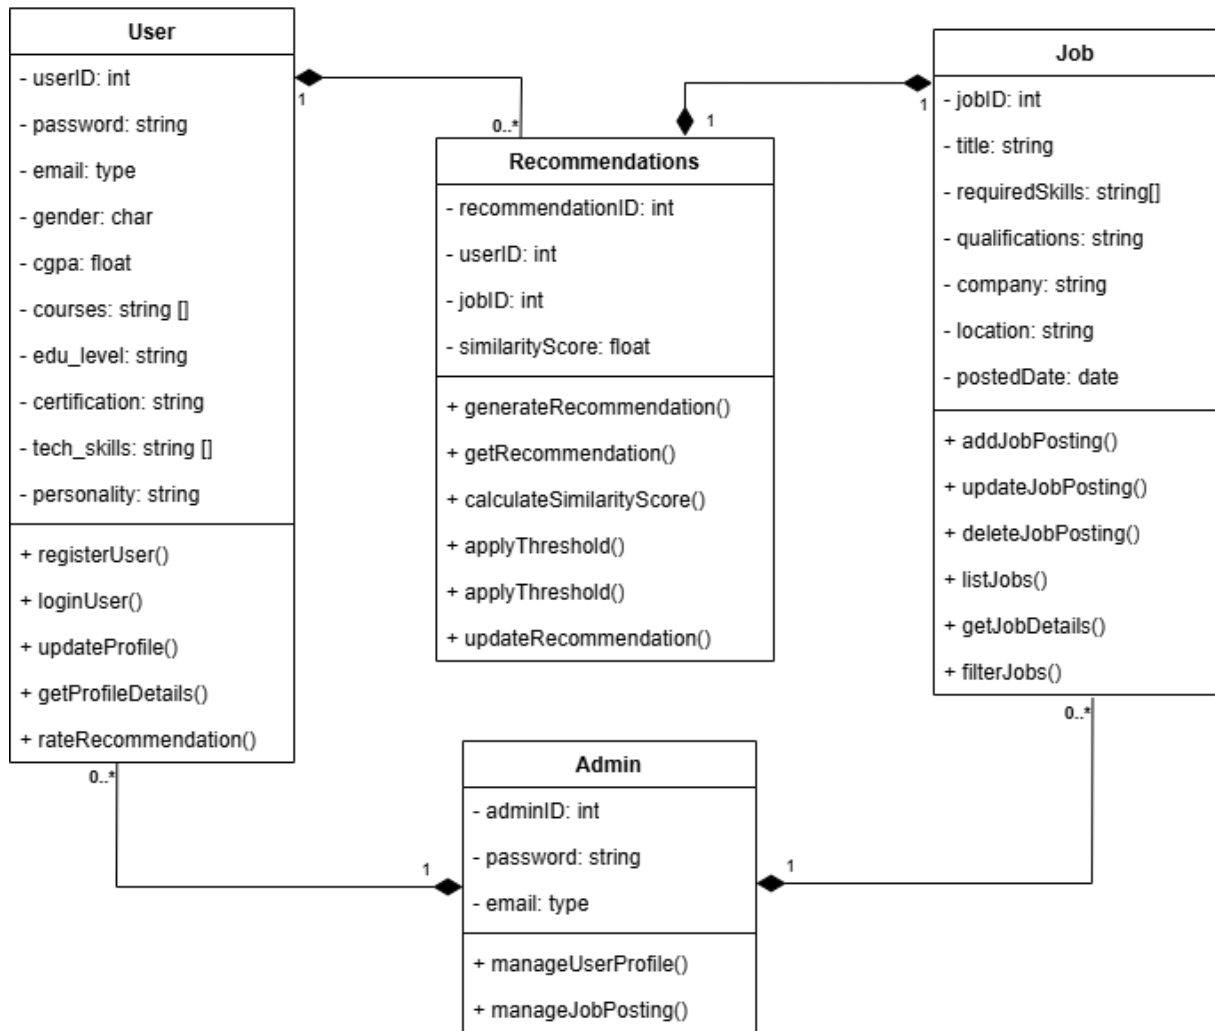 User
- userID: int
- password: string
- email: type
- gender: char
- cgpa: float
- courses: string []
- edu_level: string
- certification: string
- tech_skills: string []
- personality: string
+ registerUser()
+ loginUser()
+ updateProfile()
+ getProfileDetails()
+ rateRecommendation()
1
0..*
0..*
Recommendations
- recommendationID: int
- userID: int
- jobID: int
- similarityScore: float
+ generateRecommendation()
+ getRecommendation()
+ calculateSimilarityScore()
+ applyThreshold()
+ applyThreshold()
+ updateRecommendation()
1
1
Job
- jobID: int
- title: string
- requiredSkills: string[]
- qualifications: string
- company: string
- location: string
- postedDate: date
+ addJobPosting()
+ updateJobPosting()
+ deleteJobPosting()
+ listJobs()
+ getJobDetails()
+ filterJobs()
0..*
Admin
- adminID: int
- password: string
- email: type
+ manageUserProfile()
+ manageJobPosting()
1
1